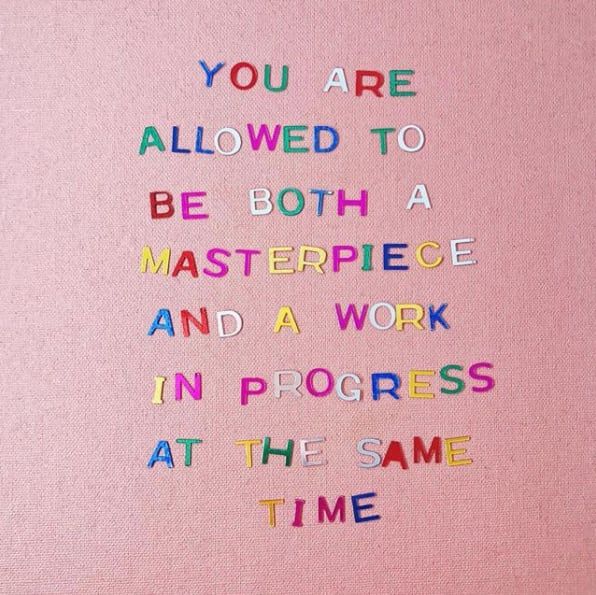 YOU ARE
ALLOWED TO
BE BOTH A
MASTERPIECE
AND A WORK
IN PROGRESS
AT THE SAME
TIME